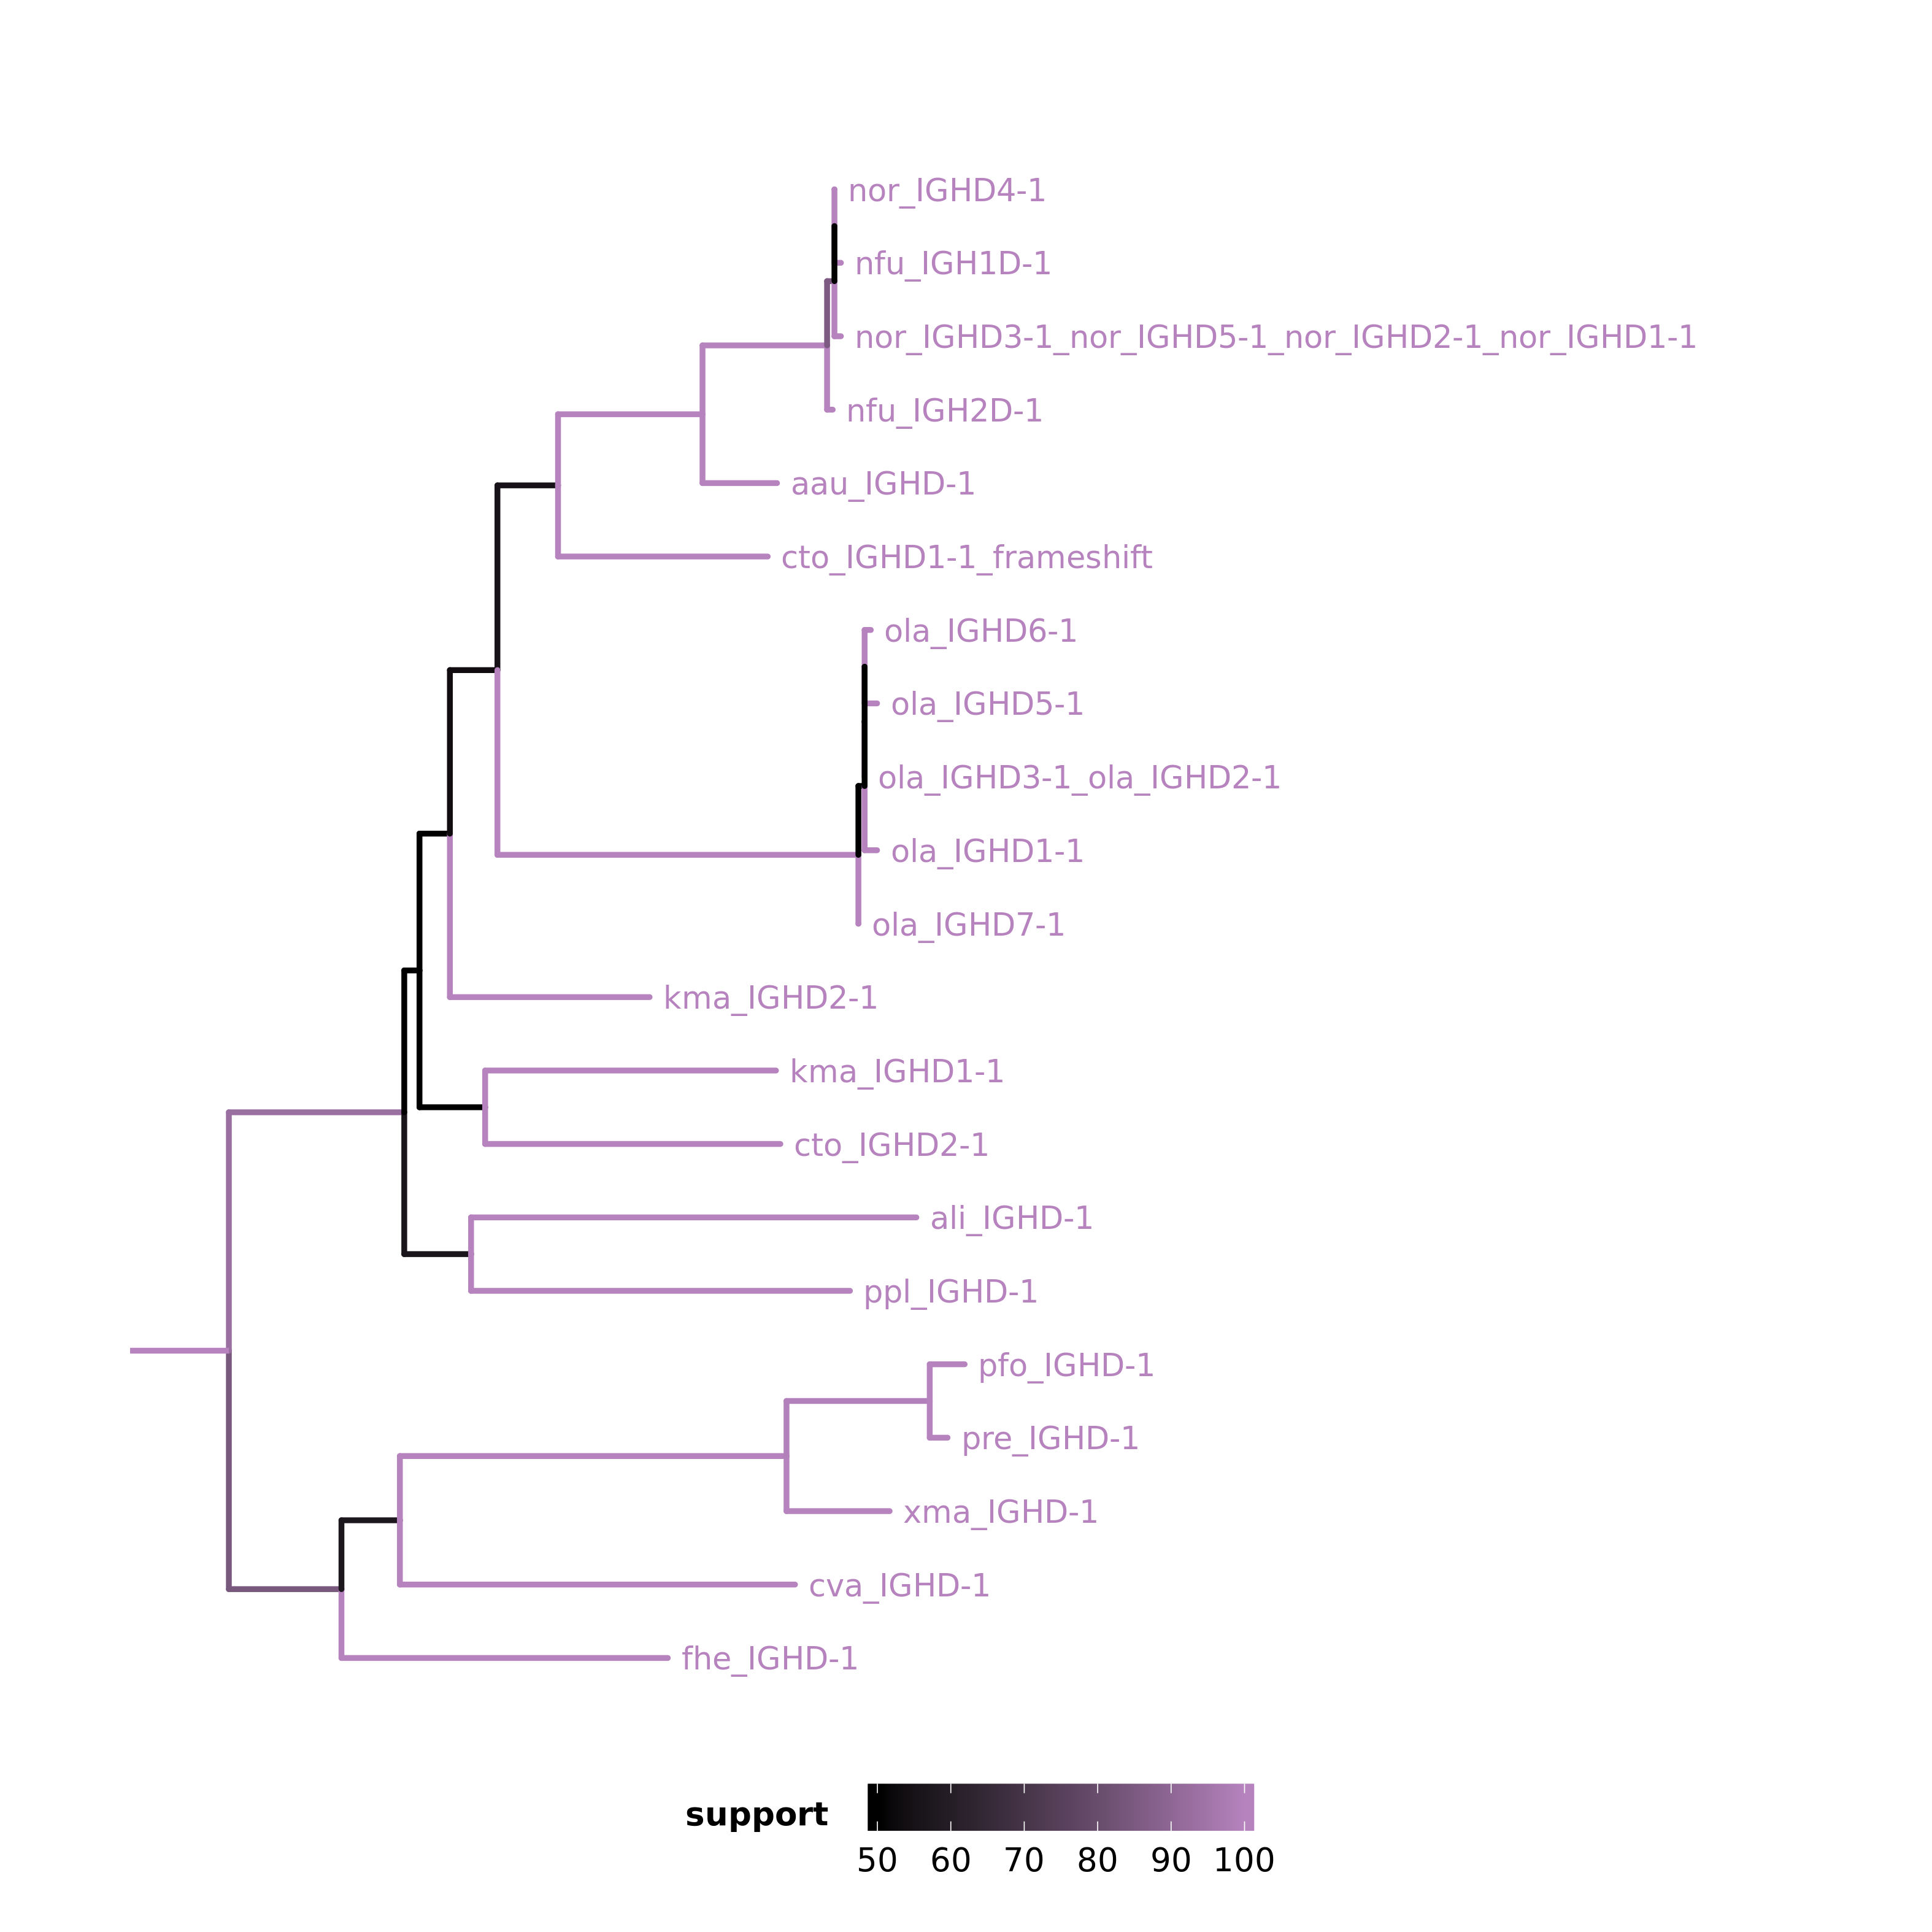 nor_IGHD4-1
nfu_IGH1D-1
nor_IGHD3-1_nor_IGHD5-1_nor_IGHD2-1_nor_IGHD1-1
nfu_IGH2D-1
aau_IGHD-1
cto_IGHD1-1_frameshift
ola_IGHD6-1
ola_IGHD5-1
ola_IGHD3-1_ola_IGHD2-1
ola_IGHD1-1
ola_IGHD7-1
kma_IGHD2-1
kma_IGHD1-1
cto_IGHD2-1
ali_IGHD-1
ppl_IGHD-1
pfo_IGHD-1
pre_IGHD-1
xma_IGHD-1
cva_IGHD-1
fhe_IGHD-1
support
50 60 70 80 90 100